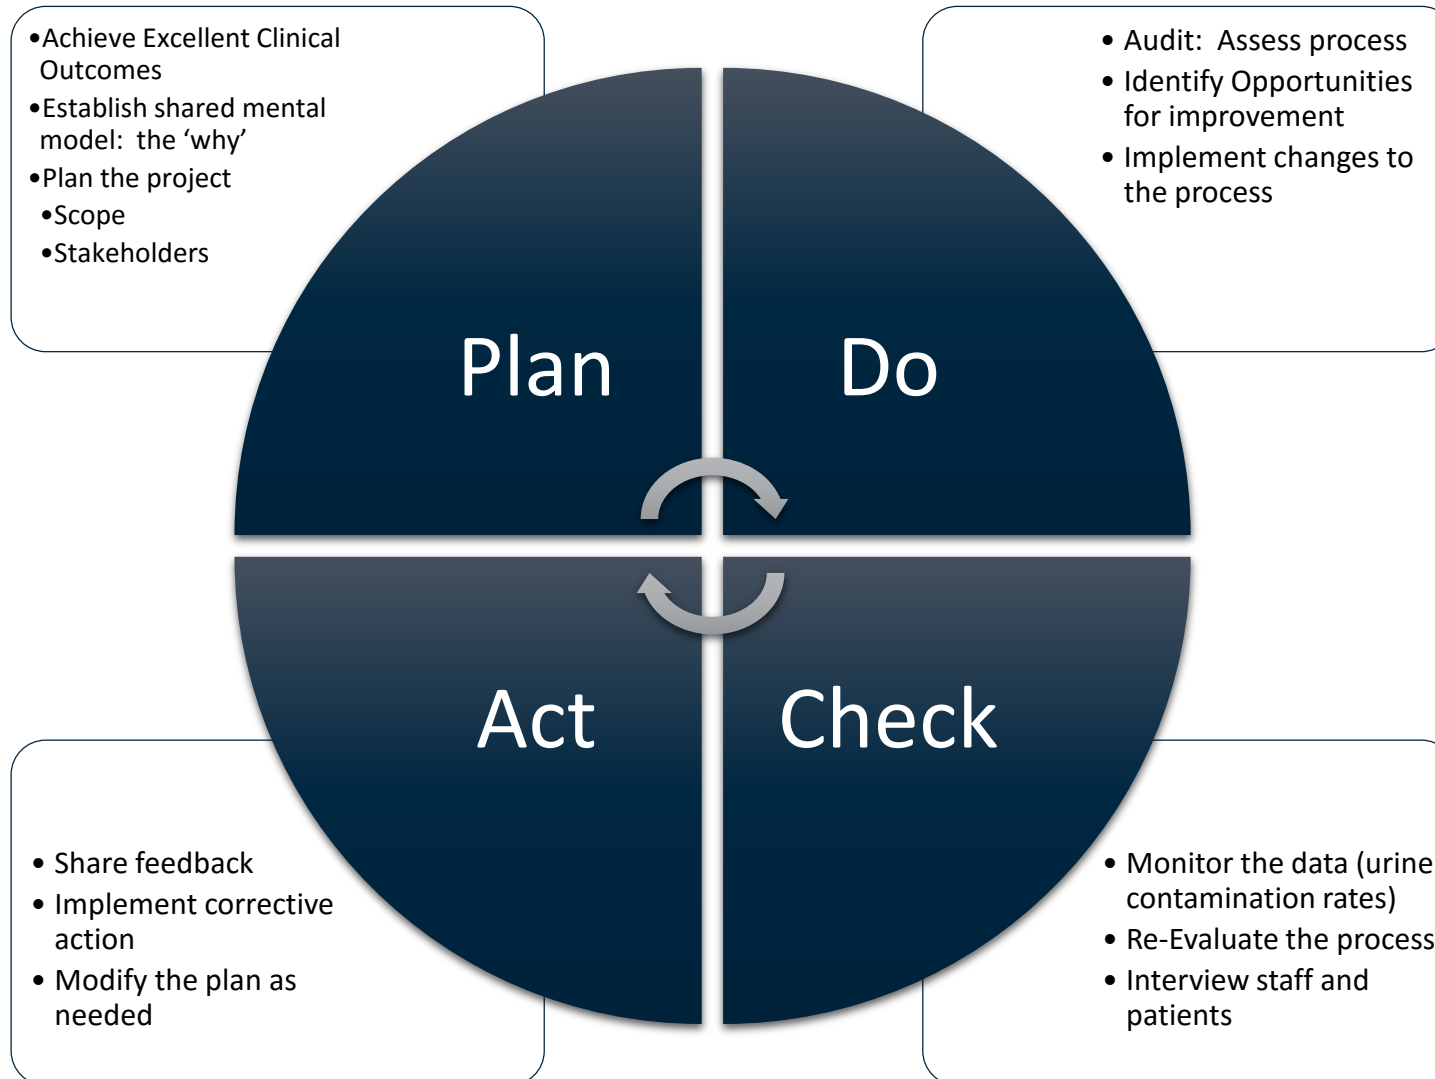 •Achieve Excellent Clinical
Outcomes
•Establish shared mental
model: the ‘why’
•Plan the project
•Scope
•Stakeholders
• Audit: Assess process
• Identify Opportunities
for improvement
• Implement changes to
the process
Plan
Do
Act
Check
• Share feedback
• Implement corrective
action
• Modify the plan as
needed
• Monitor the data (urine
contamination rates)
• Re-Evaluate the process
• Interview staff and
patients